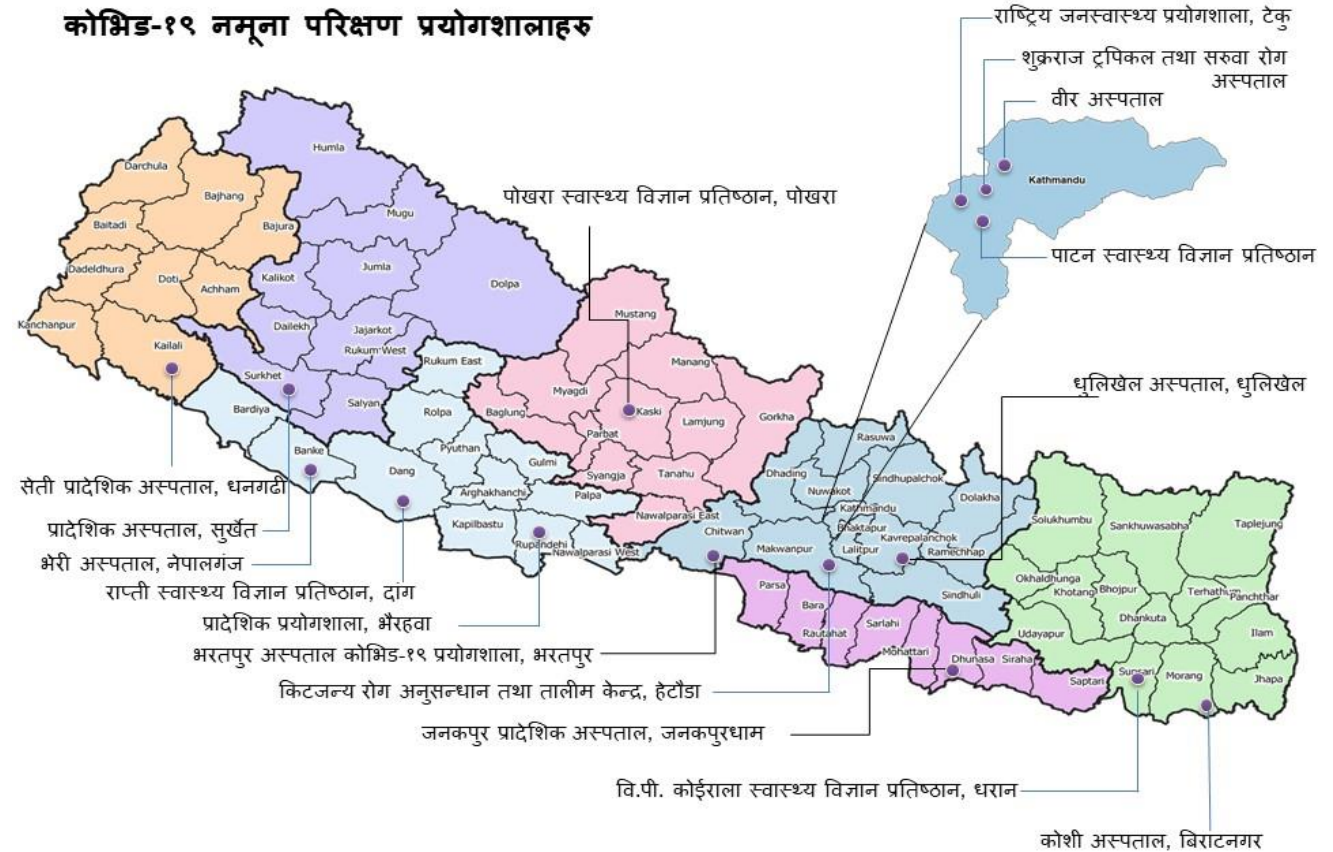 कोभिड-१९ नमूना परिक्षण प्रयोगशालाहरु
राष्ट्रिय जनस्वास्थ्य प्रयोगशाला, टेकु
शुक्रराज ट्रपिकल तथा सरुवा रोग
अस्पताल
वीर अस्पताल
Kathmandu
पाटन स्वास्थ्य विज्ञान प्रतिष्ठान
पोखरा स्वास्थ्य विज्ञान प्रतिष्ठान, पोखरा
धुलिखेल अस्पताल, धुलिखेल
Humla
Darchula
Bajhang
Mugu
Baitadi
Bajura
Jumla
Dadeldhura
Doti
Kalikot
Achham
Dolpa
Kanchanpur
Dailekh
Jajarkot
Kailali
Rukum West
Surkhet
Salyan
Mustang
Manang
Rukum East
Myagdi
Bardiya
Rolpa
Baglung
Kaski
Lamjung
Gorkha
Parbat
Banke
Dang
Pyuthan
Gulmi
Syangja
Tanahu
Arghakhanchi
Palpa
Kapilbastu
Nawalparasi East
Rupandehi
Nawalparasi West
Rasuwa
Dhading
Sindhupalchok
Nuwakot
Dolakha
Kathmandu
Chitwan
Bhaktapur
Kavrepalanchok
Makwanpur
Lalitpur
Ramechhap
Sindhuli
Solukhumbu
Sankhuwasabha
Taplejung
Okhaldhunga
Khotang
Bhojpur
Terhathum
Panchthar
Dhankuta
Udayapur
Ilam
Parsa
Bara
Rautahat
Sarlahi
Mohattari
Dhunasa
Siraha
Saptari
Sunsari
Morang
Jhapa
सेती प्रादेशिक अस्पताल, धनगढी
प्रादेशिक अस्पताल, सुर्खेत
भेरी अस्पताल, नेपालगंज
राप्ती स्वास्थ्य विज्ञान प्रतिष्ठान, दांग
प्रादेशिक प्रयोगशाला, भैरहवा
भरतपुर अस्पताल कोभिड-१९ प्रयोगशाला, भरतपुर
किटजन्य रोग अनुसन्धान तथा तालीम केन्द्र, हेटौडा
जनकपुर प्रादेशिक अस्पताल, जनकपुरधाम
वि.पी. कोईराला स्वास्थ्य विज्ञान प्रतिष्ठान, धरान
कोशी अस्पताल, बिराटनगर